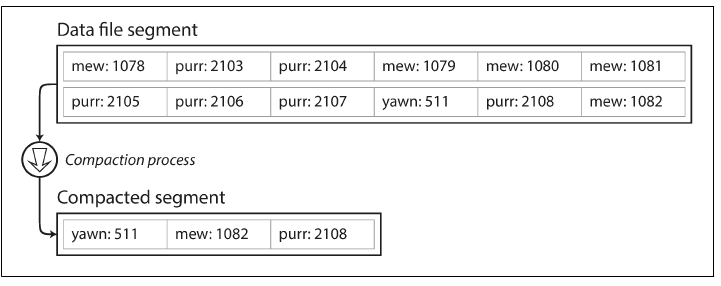 Data file segment
mew: 1078 purr: 2103 purr: 2104 mew: 1079 mew: 1080 mew: 1081
purr: 2105 purr: 2106 purr: 2107 yawn: 511 purr: 2108 mew: 1082
Compaction process
Compacted segment
yawn: 511 mew: 1082 purr: 2108